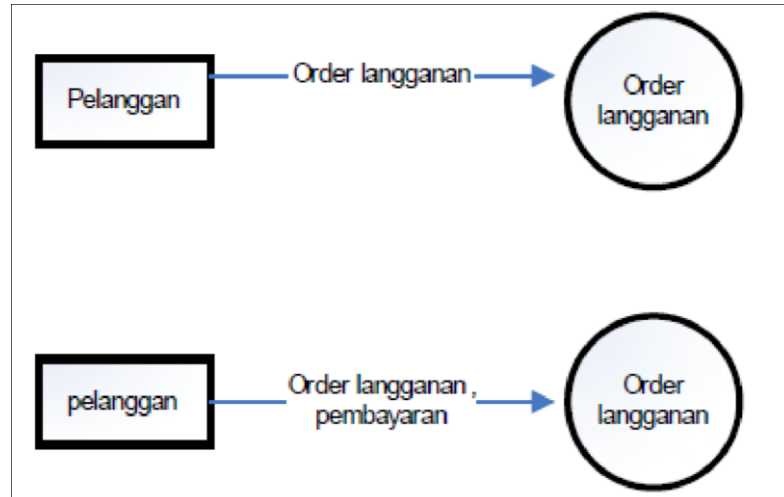 Pelanggan
Order langganan
Order
langganan
pelanggan
Order langganan ,
pembayaran
Order
langganan